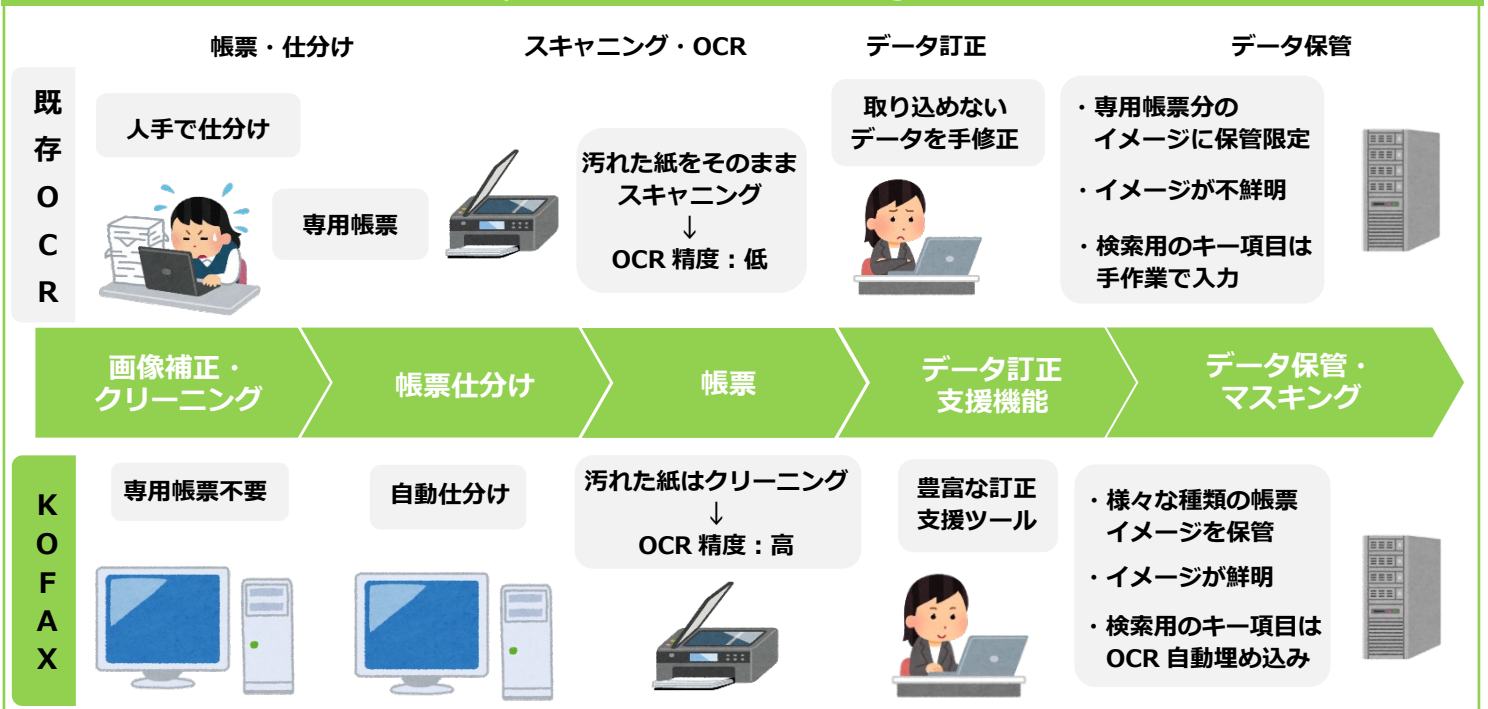 帳票・仕分け
スキャニング・OCR
データ訂正
データ保管
既存OCR
人手で仕分け
専用帳票
汚れた紙をそのまま
スキャニング
↓
OCR 精度：低
取り込めない
データを手修正
・専用帳票分の
イメージに保管限定
・イメージが不鮮明
・検索用のキー項目は
手作業で入力
画像補正・
クリーニング
帳票仕分け
帳票
データ訂正
支援機能
データ保管・
マスキング
KOFAX
専用帳票不要
自動仕分け
汚れた紙はクリーニング
↓
OCR 精度：高
豊富な訂正
支援ツール
・様々な種類の帳票
イメージを保管
・イメージが鮮明
・検索用のキー項目は
OCR 自動埋め込み